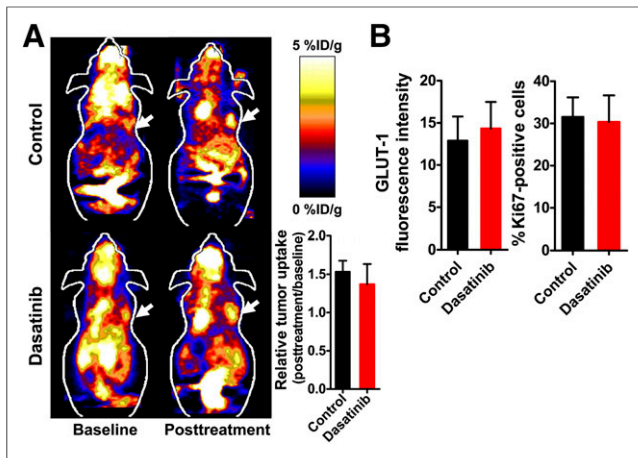 A
Control
Dasatinib
Baseline
Posttreatment
5 %ID/g
0 %ID/g
Relative tumor uptake
(posttreatment/baseline)
2.0
1.5
1.0
0.5
0.0
Control
Dasatinib
B
GLUT-1
fluorescence intensity
20
15
10
5
0
Control
Dasatinib
%Ki67-positive cells
40
30
20
10
0
Control
Dasatinib